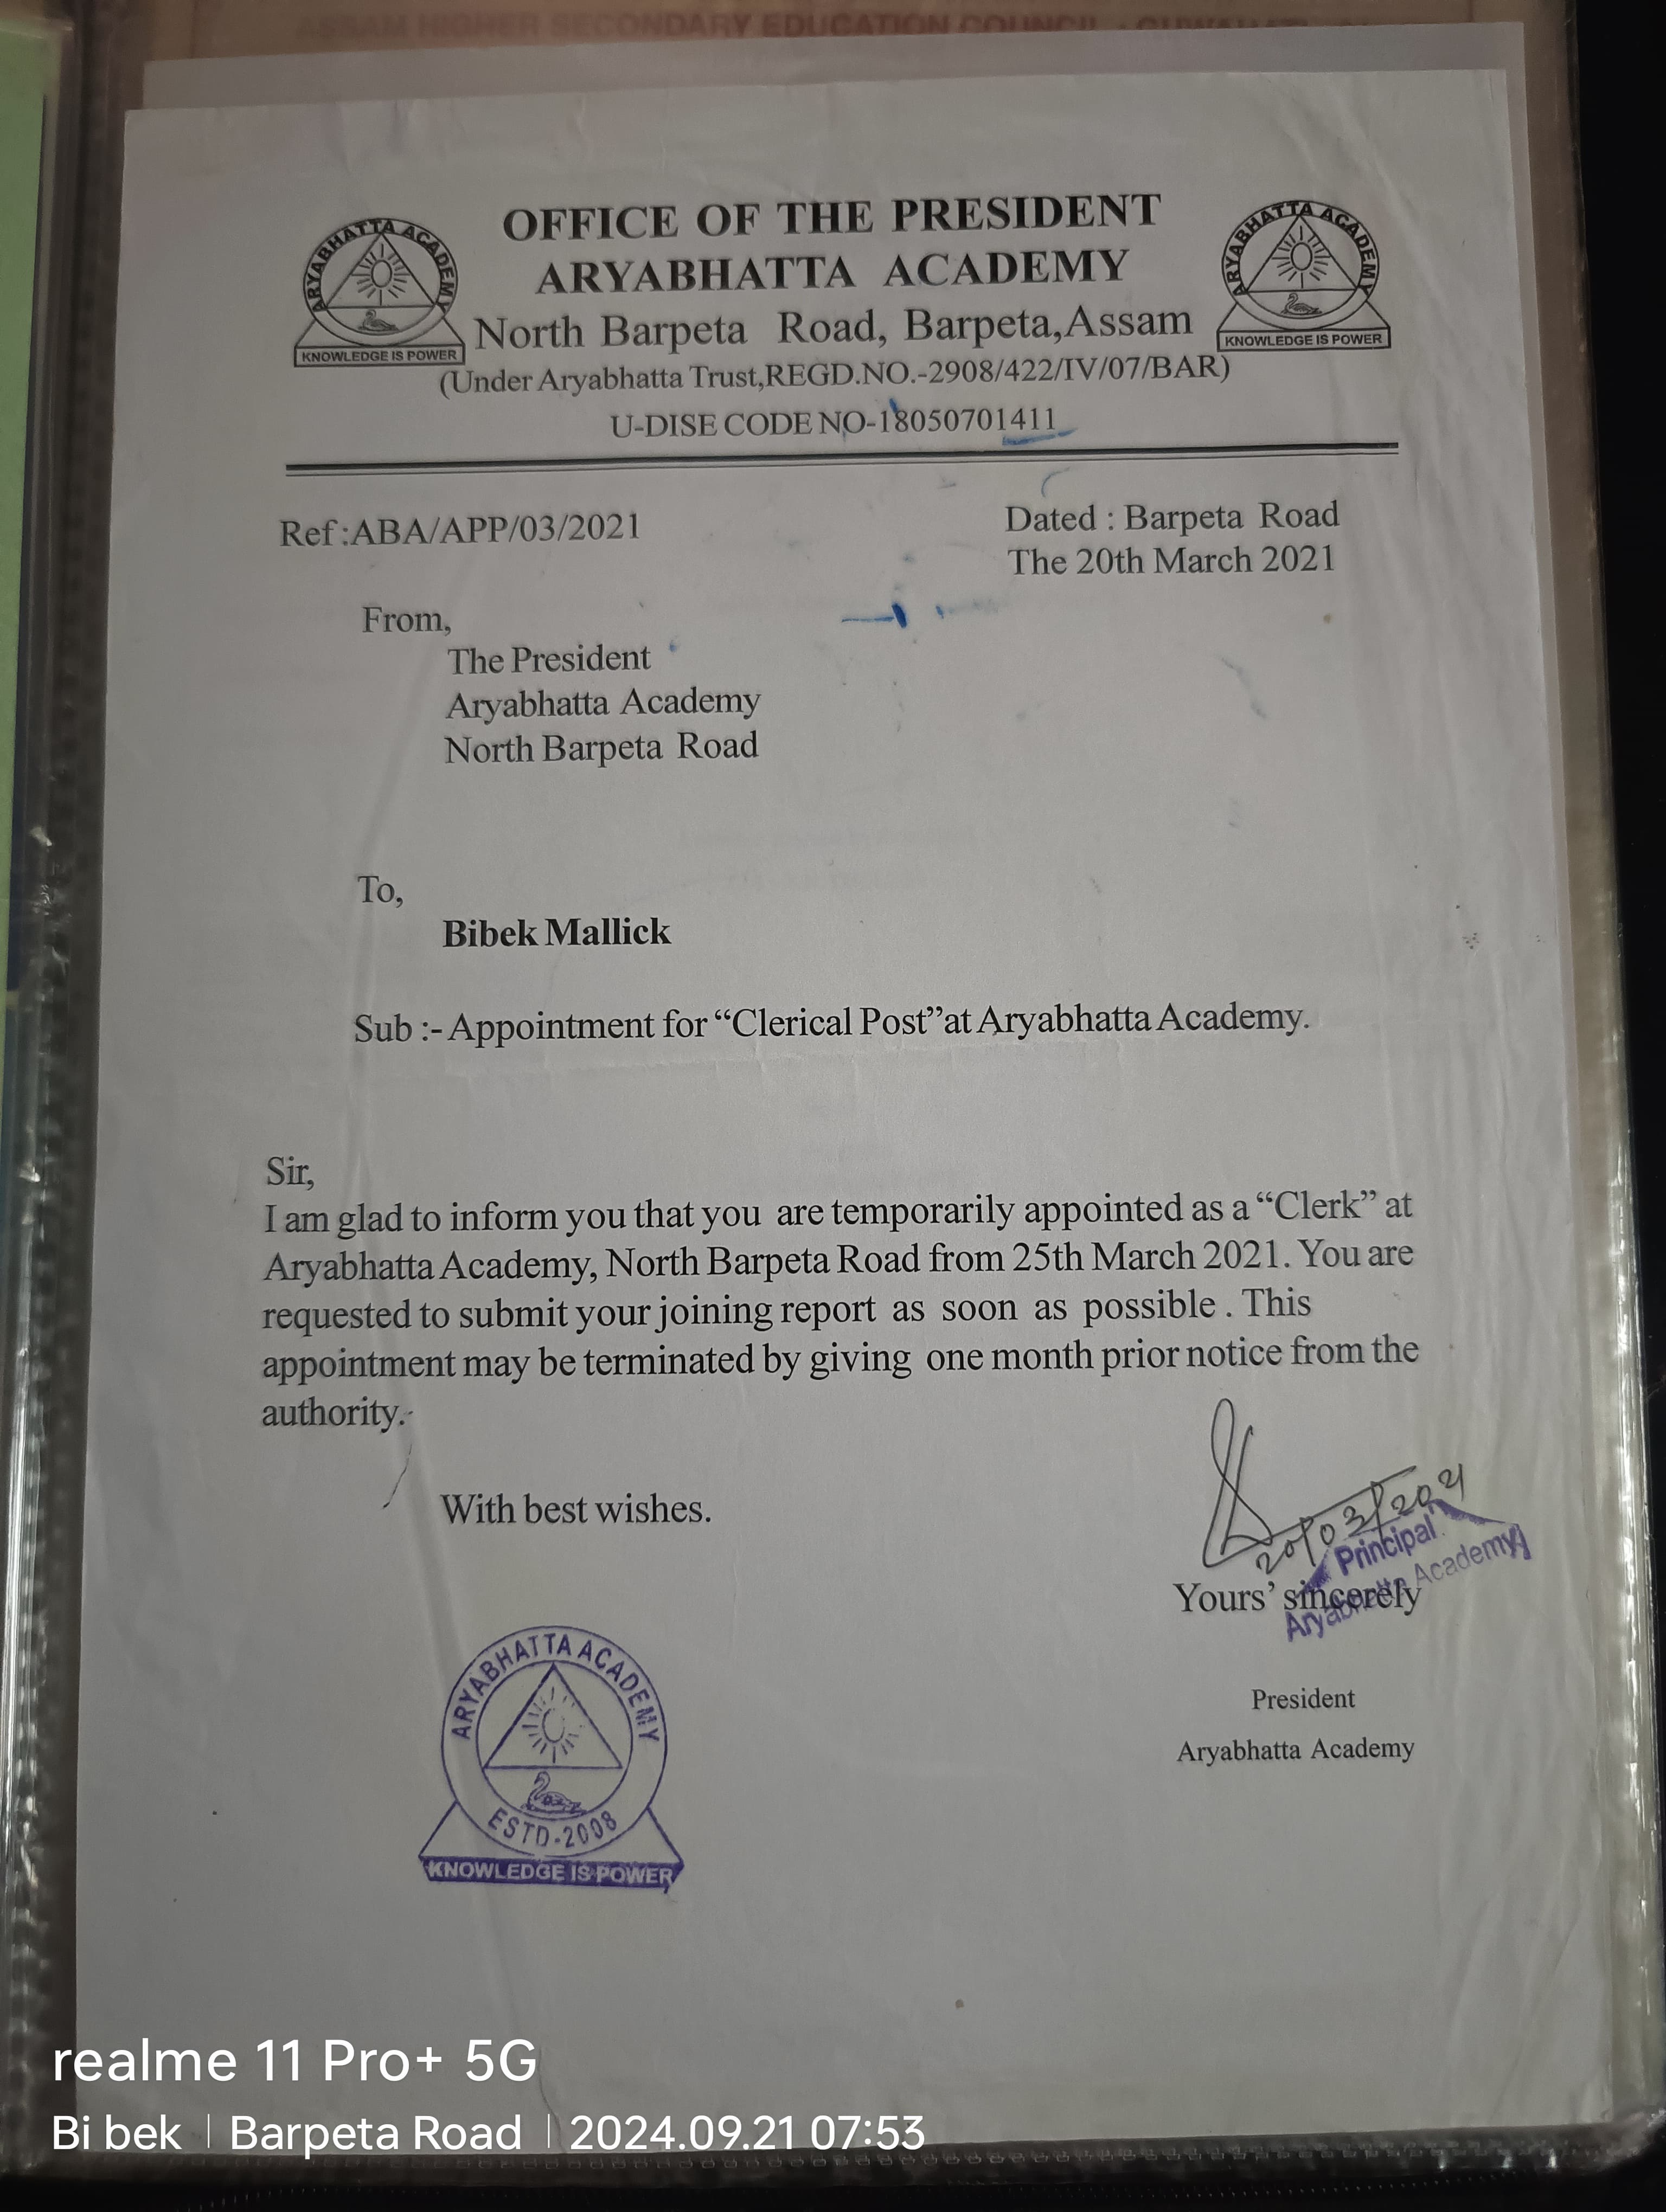 ASSAM HIGHER SECONDARY EDUCATION COUNCIL
OFFICE OF THE PRESIDENT
ARYABHATTA ACADEMY
North Barpeta Road, Barpeta,Assam
(Under Aryabhatta Trust,REGD.NO.-2908/422/IV/07/BAR)
U-DISE CODE NO-18050701411
ARYABHATTA ACADEMY
KNOWLEDGE IS POWER
ARYABHATTA ACADEMY
KNOWLEDGE IS POWER
Ref :ABA/APP/03/2021
Dated : Barpeta Road
The 20th March 2021
From,
The President
Aryabhatta Academy
North Barpeta Road
To,
Bibek Mallick
Sub :- Appointment for “Clerical Post”at Aryabhatta Academy.
Sir,
I am glad to inform you that you are temporarily appointed as a “Clerk” at
Aryabhatta Academy, North Barpeta Road from 25th March 2021. You are
requested to submit your joining report as soon as possible . This
appointment may be terminated by giving one month prior notice from the
authority.
With best wishes.
20/03/2021
Principal
Aryabhatta Academy
Yours’ sincerely
President
Aryabhatta Academy
ARYABHATTA ACADEMY
ESTD-2008
KNOWLEDGE IS POWER
realme 11 Pro+ 5G
Bi bek | Barpeta Road | 2024.09.21 07:53